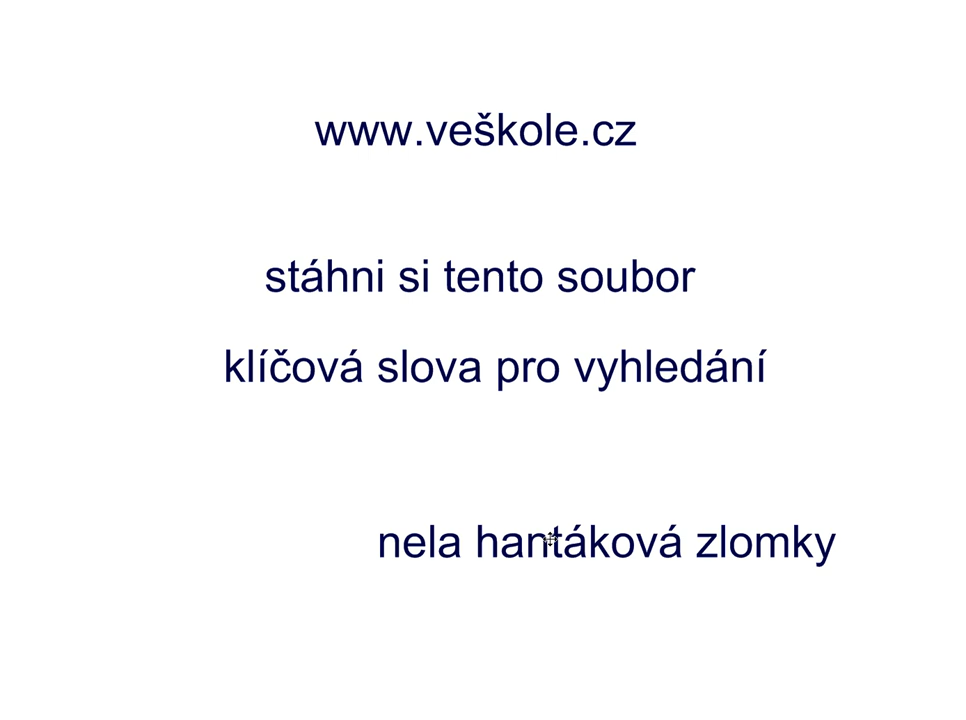 www.veškole.cz
stáhni si tento soubor
klíčová slova pro vyhledání
nela hantáková zlomky